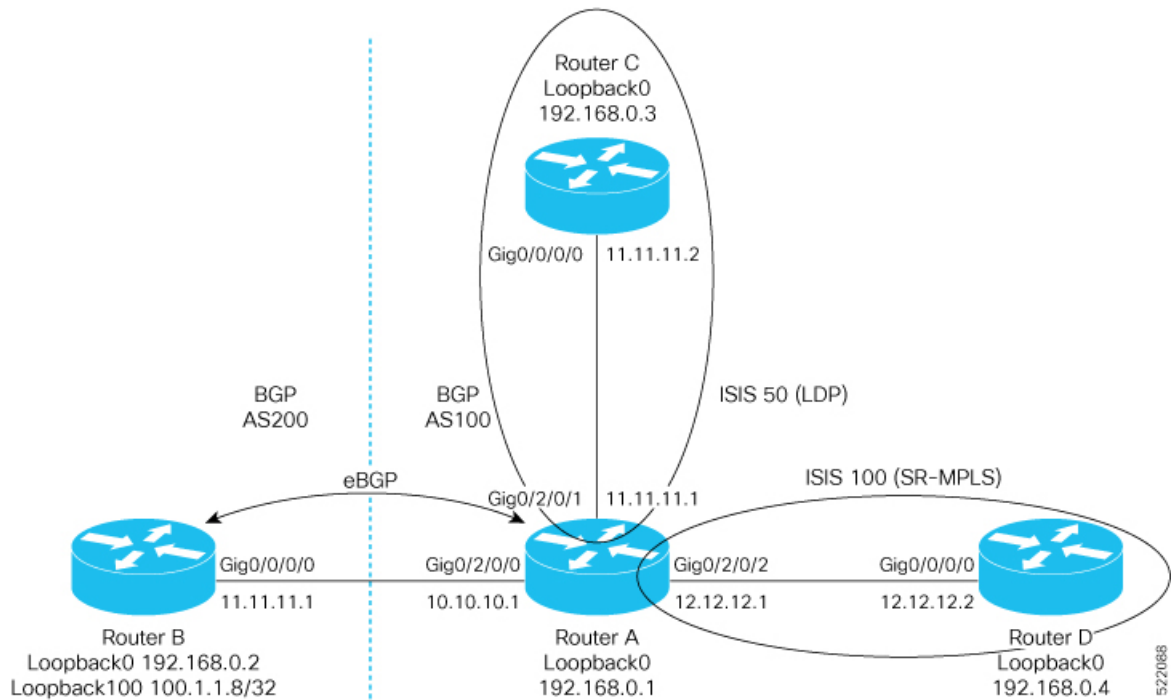 Router C
Loopback0
192.168.0.3
Gig0/0/0/0
11.11.11.2
BGP
AS200
BGP
AS100
ISIS 50 (LDP)
eBGP
Gig0/2/0/1
11.11.11.1
ISIS 100 (SR-MPLS)
Gig0/0/0/0
Gig0/2/0/0
Gig0/2/0/2
Gig0/0/0/0
11.11.11.1
10.10.10.1
12.12.12.1
12.12.12.2
Router B
Loopback0 192.168.0.2
Loopback100 100.1.1.8/32
Router A
Loopback0
192.168.0.1
Router D
Loopback0
192.168.0.4
522088